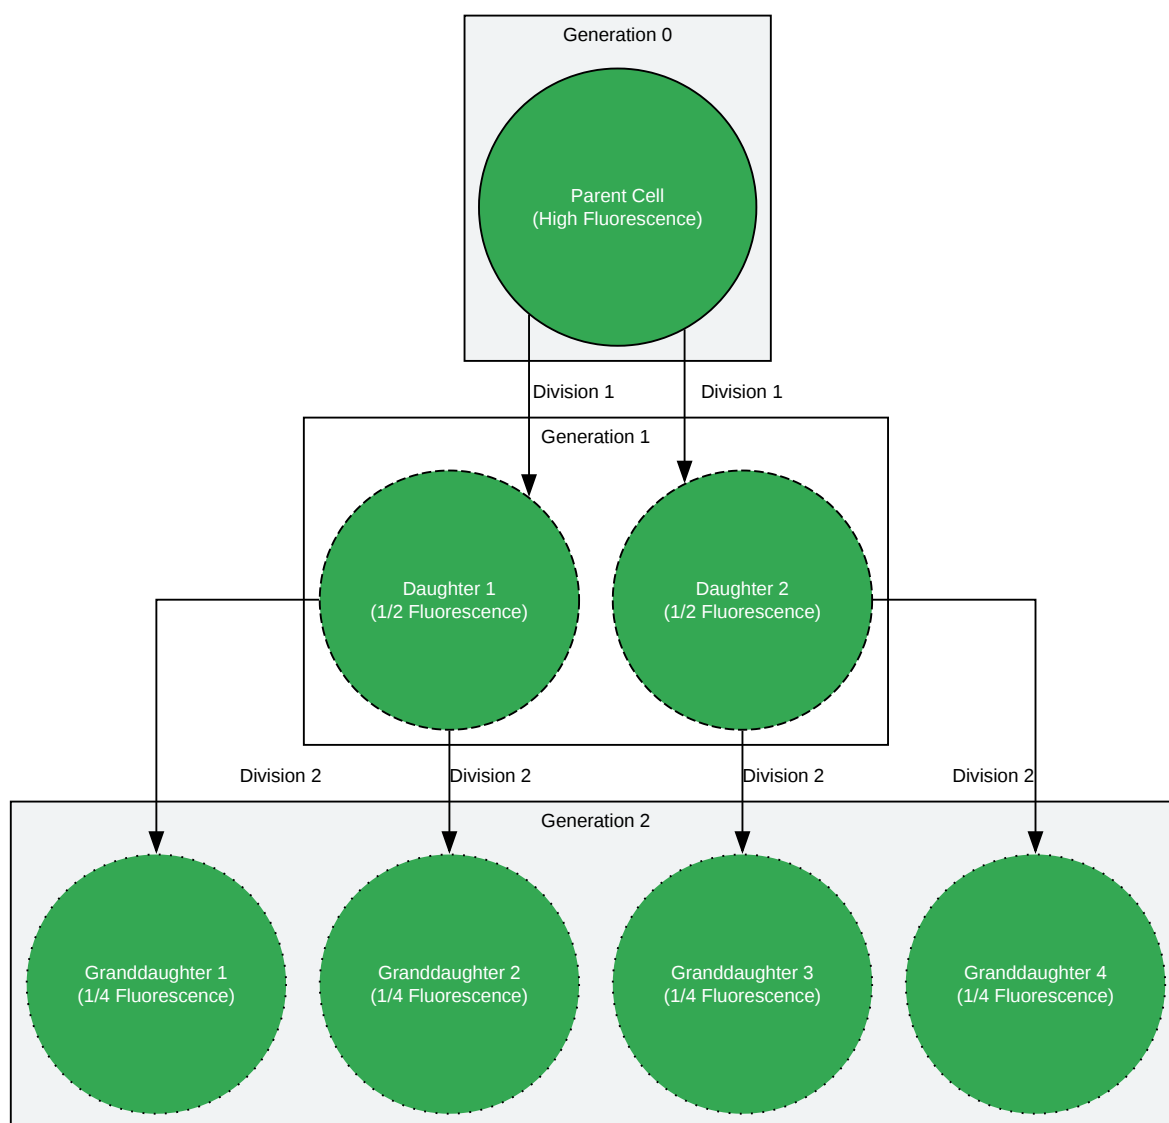 Generation 0
Parent Cell
(High Fluorescence)
Division 1
Division 1
Generation 1
Daughter 1
(1/2 Fluorescence)
Daughter 2
(1/2 Fluorescence)
Division 2
Division 2
Division 2
Division 2
Generation 2
Granddaughter 1
(1/4 Fluorescence)
Granddaughter 2
(1/4 Fluorescence)
Granddaughter 3
(1/4 Fluorescence)
Granddaughter 4
(1/4 Fluorescence)